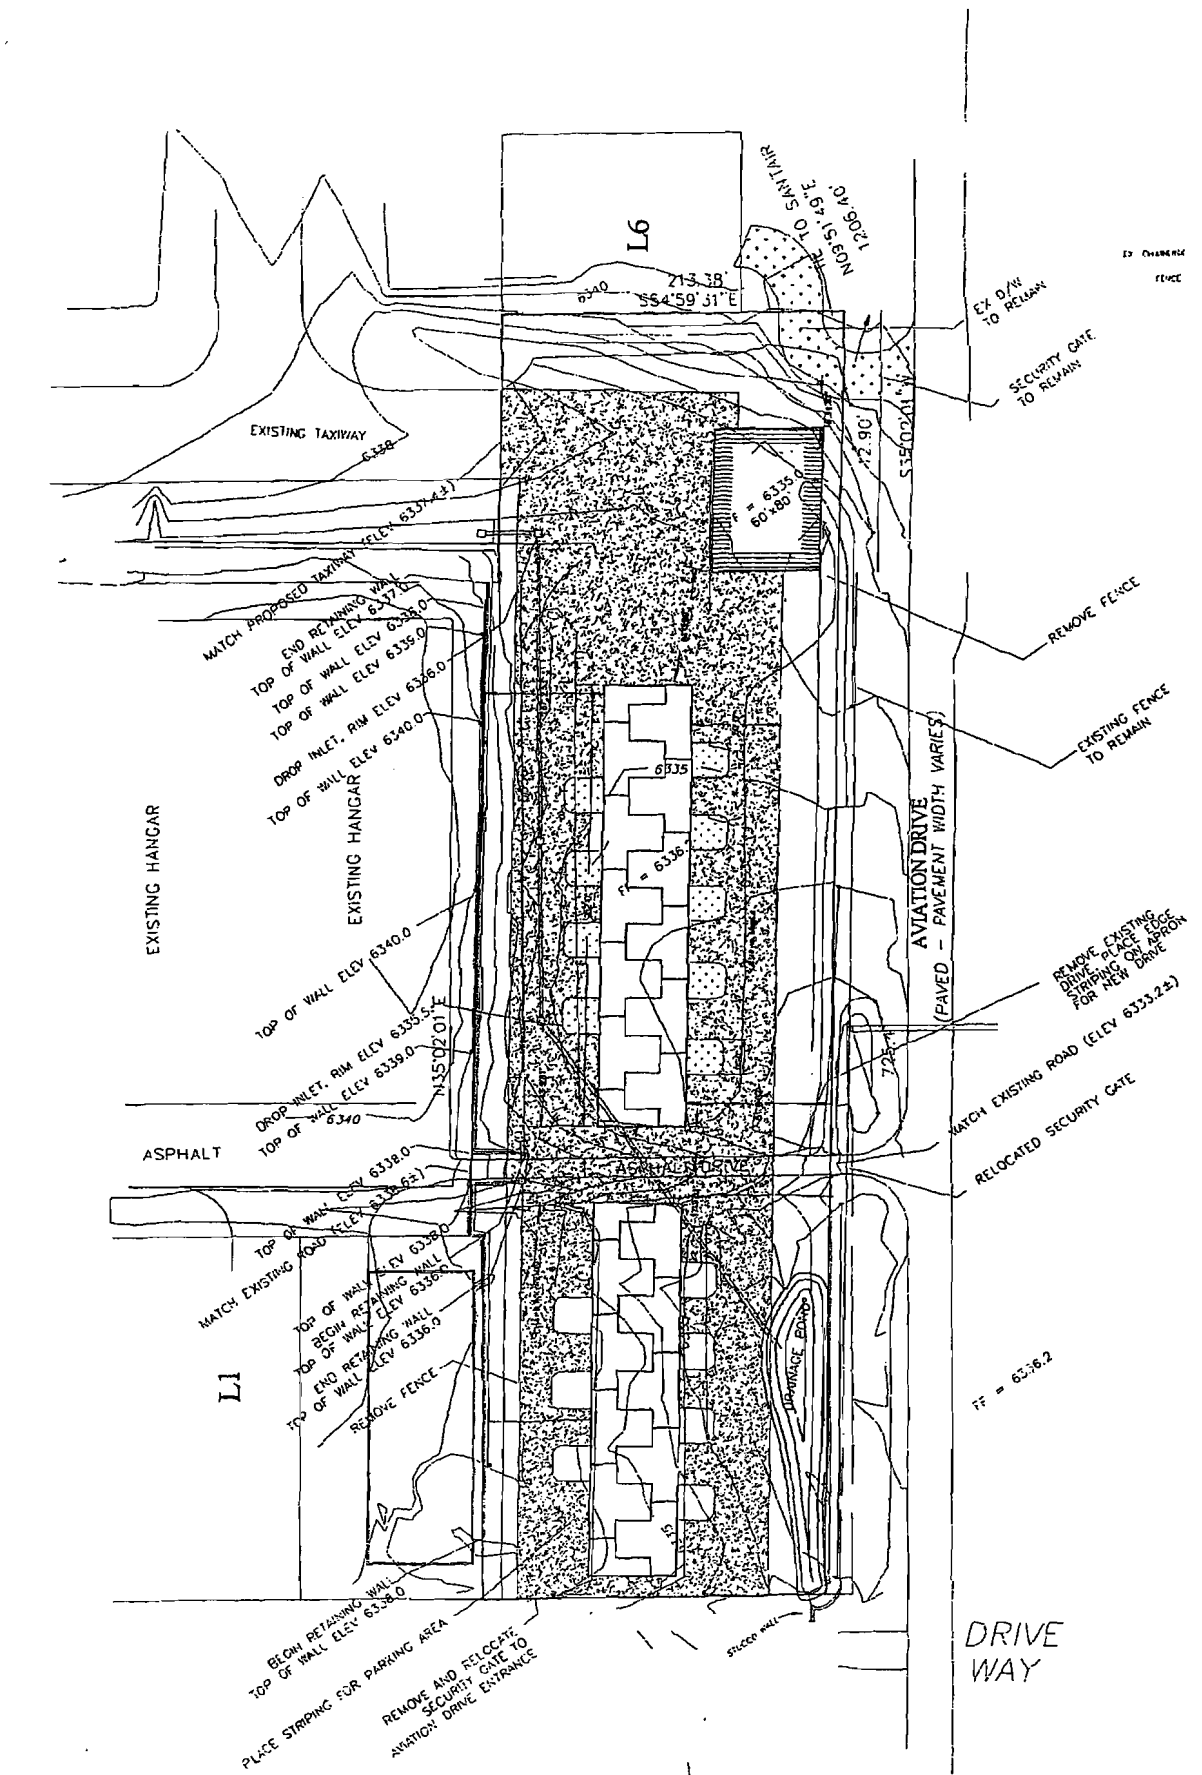 L6
TIE TO SANTAIR
N09°51'49"E
1206.40'
213.38'
S54°59'31"E
6340
EX D/W
TO REMAIN
FENCE
SECURITY GATE
TO REMAIN
S35°02'01"W
EXISTING TAXIWAY
6338
FF = 6335.0
60'x80'
MATCH PROPOSED TAXIWAY (ELEV 6337.4±)
END RETAINING WALL
TOP OF WALL ELEV 6337.0
TOP OF WALL ELEV 6338.0
TOP OF WALL ELEV 6339.0
DROP INLET, RIM ELEV 6336.0
TOP OF WALL ELEV 6340.0
REMOVE FENCE
EXISTING FENCE
TO REMAIN
6335
EXISTING HANGAR
EXISTING HANGAR
AVIATION DRIVE
(PAVED - PAVEMENT WIDTH VARIES)
REMOVE EXISTING
DRIVE, PLACE EDGE
STRIPING ON APRON
FOR NEW DRIVE
TOP OF WALL ELEV 6340.0
N35°02'01"E
DROP INLET, RIM ELEV 6335.5
TOP OF WALL ELEV 6339.0
6340
MATCH EXISTING ROAD (ELEV 6333.2±)
RELOCATED SECURITY GATE
ASPHALT
ASPHALT DRIVE
TOP OF WALL ELEV 6338.0
MATCH EXISTING ROAD (ELEV 6338.6±)
TOP OF WALL ELEV 6338.0
BEGIN RETAINING WALL
TOP OF WALL ELEV 6336.0
END RETAINING WALL
TOP OF WALL ELEV 6336.0
REMOVE FENCE
L1
DRAINAGE POND
FF = 6336.2
BEGIN RETAINING WALL
TOP OF WALL ELEV 6338.0
PLACE STRIPING FOR PARKING AREA
REMOVE AND RELOCATE
SECURITY GATE TO
AVIATION DRIVE ENTRANCE
DRIVE
WAY